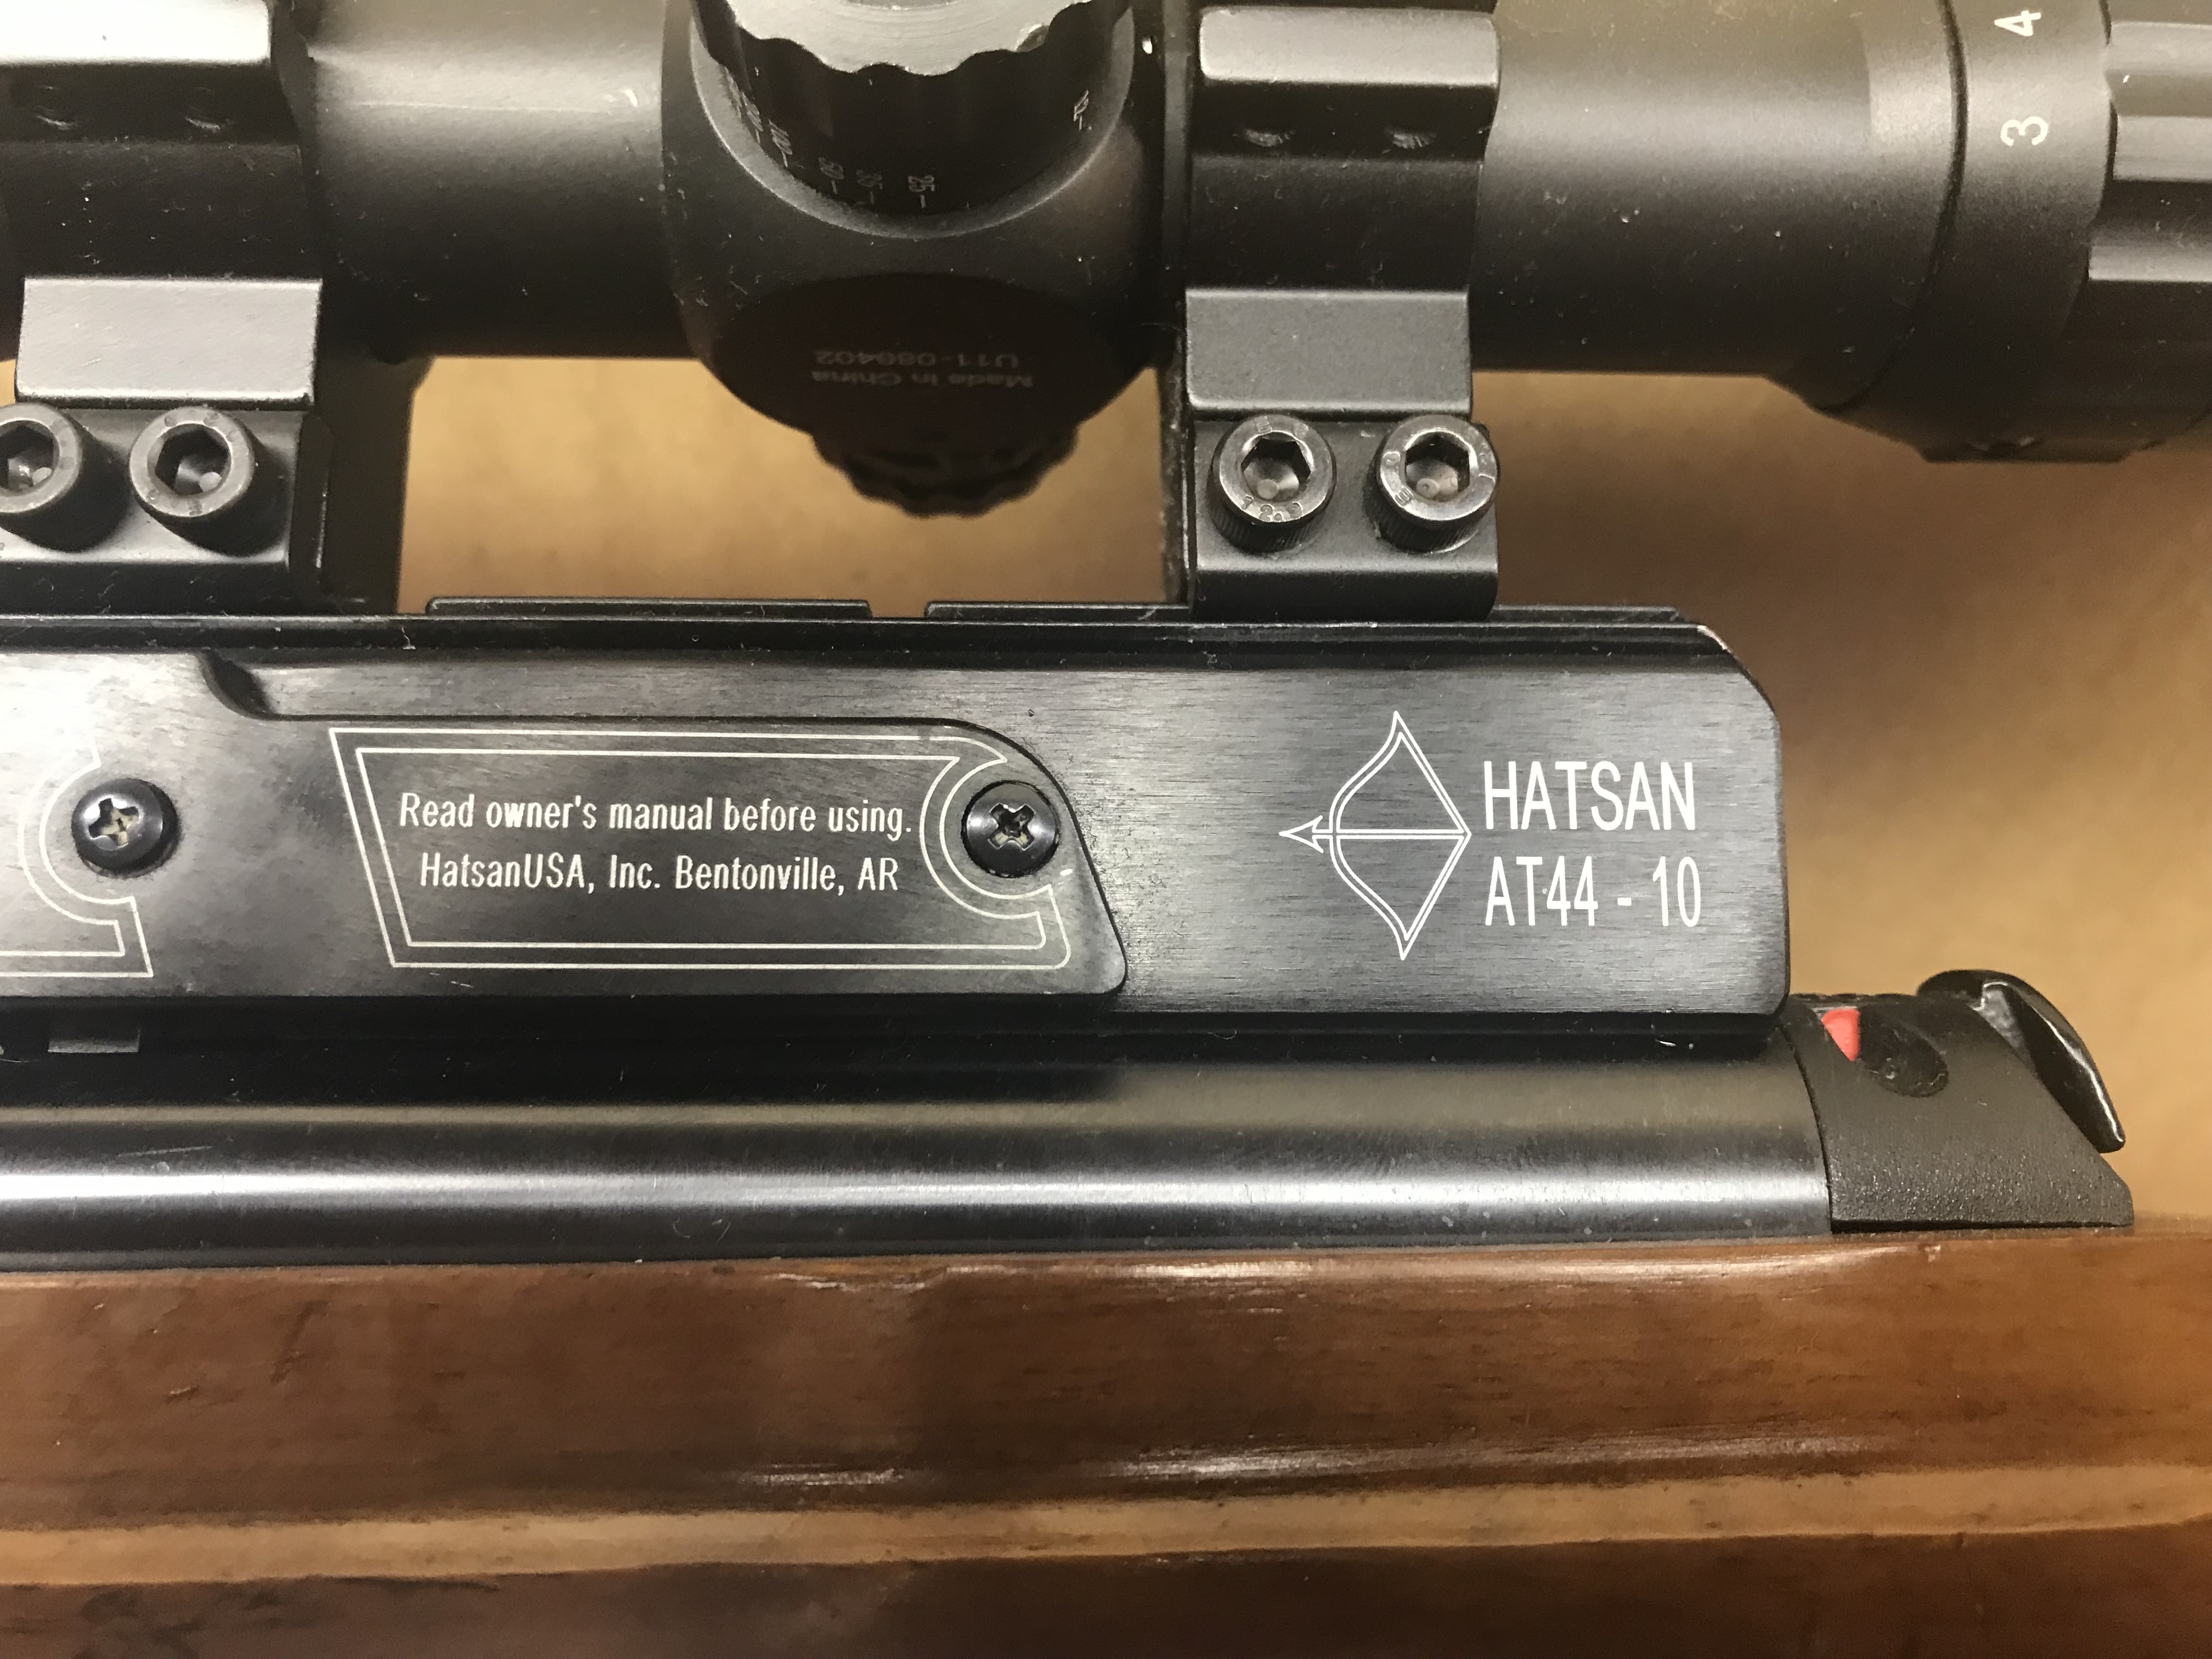 4
3
25
Made in China
U11-080402
Read owner's manual before using.
HatsanUSA, Inc. Bentonville, AR
HATSAN
AT44 - 10